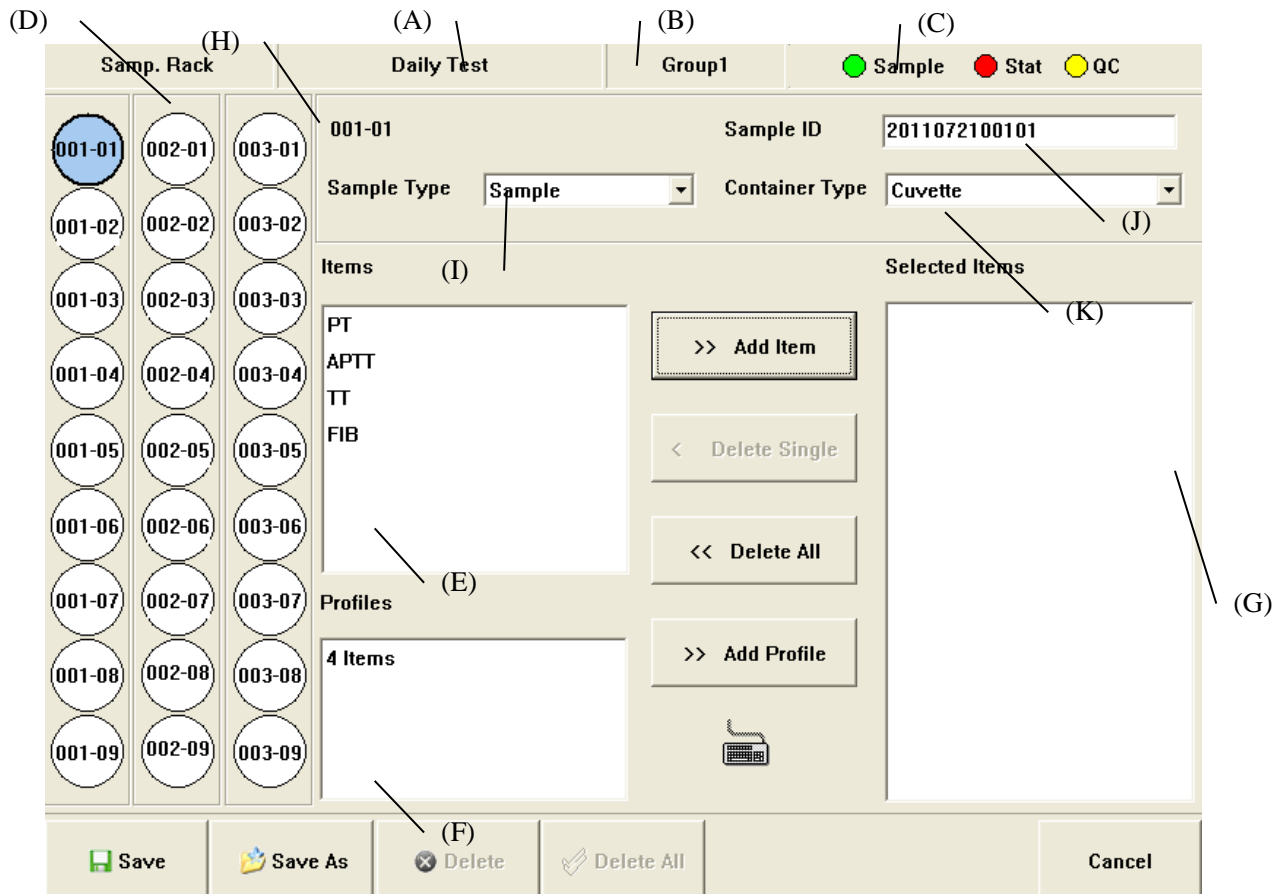 (D) (A) (B) (C)
(H)
Samp. Rack Daily Test Group1 Sample Stat QC
001-01 002-01 003-01 001-01 Sample ID 2011072100101
Sample Type Sample Container Type Cuvette
001-02 002-02 003-02 (J)
Items (I) Selected Items
001-03 002-03 003-03 (K)
PT
>> Add Item
APTT
001-04 002-04 003-04
TT
FIB
001-05 002-05 003-05 < Delete Single
001-06 002-06 003-06
<< Delete All
(E)
001-07 002-07 003-07 Profiles (G)
4 Items >> Add Profile
001-08 002-08 003-08
001-09 002-09 003-09
(F)
Save Save As Delete Delete All Cancel